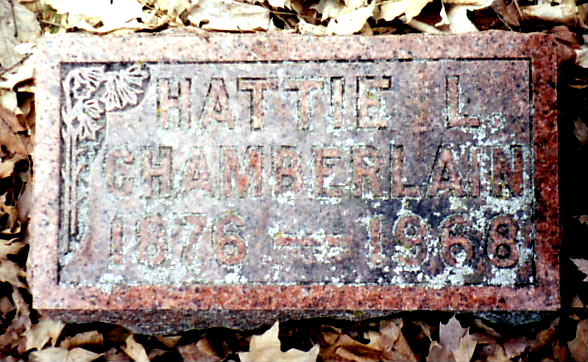 HATTIE L.
CHAMBERLAIN
1876 — 1968